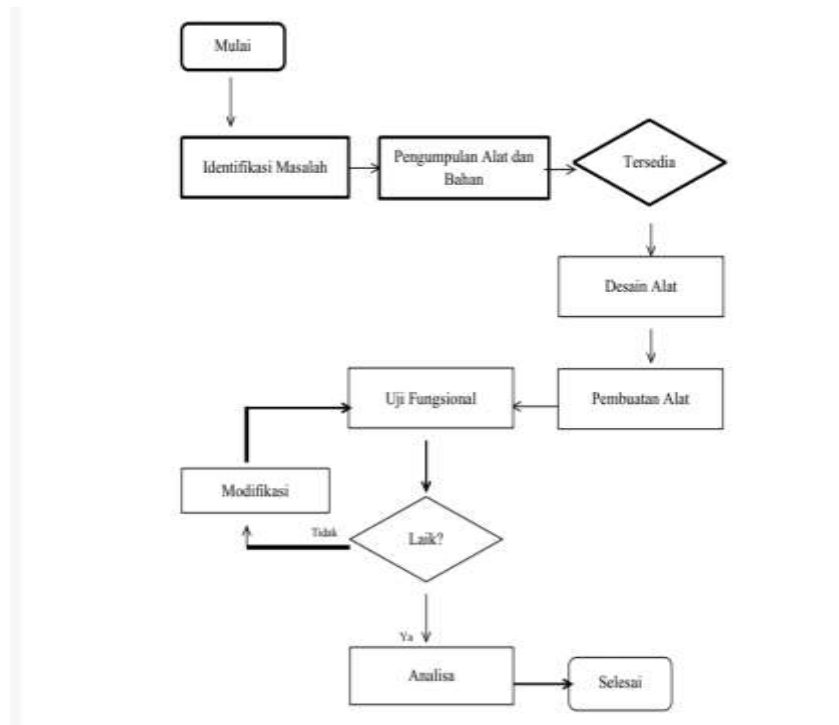 Mulai
Identifikasi Masalah
Pengumpulan Alat dan
Bahan
Tersedia
Desain Alat
Pembuatan Alat
Uji Fungsional
Modifikasi
Tidak
Laik?
Ya
Analisa
Selesai